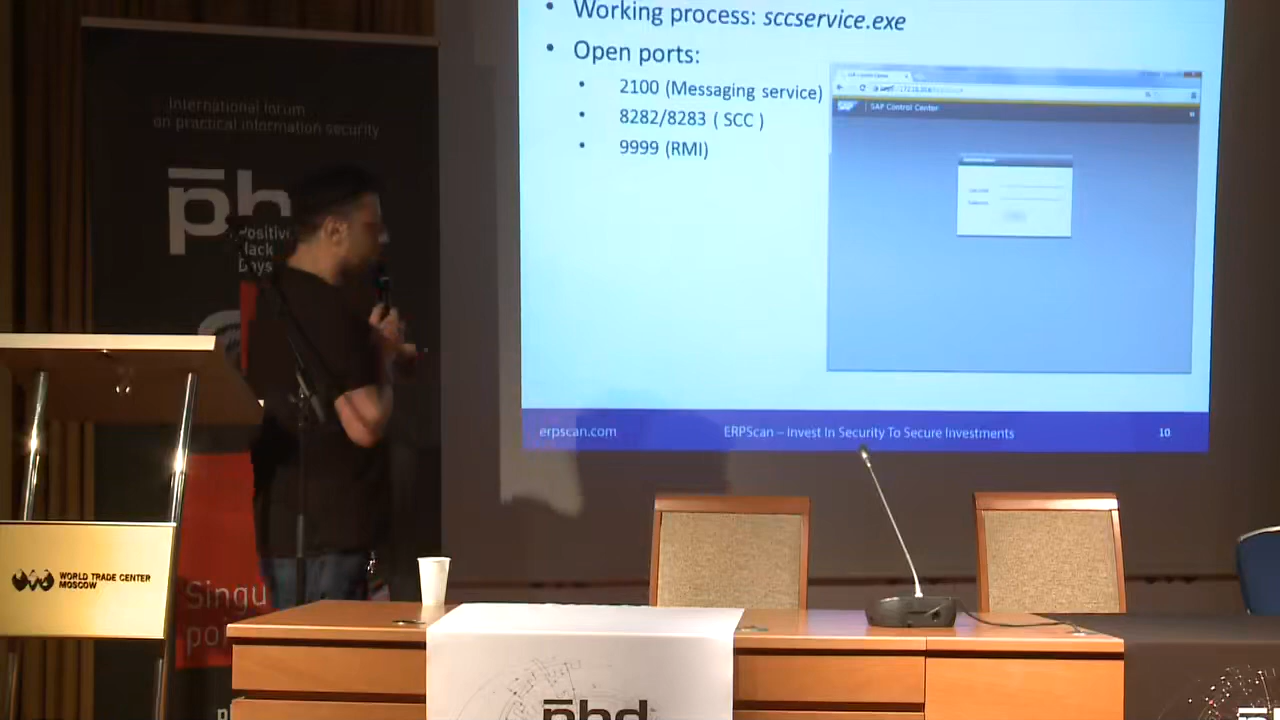 • Working process: sccservice.exe
• Open ports:
• 2100 (Messaging service)
• 8282/8283 ( SCC )
• 9999 (RMI)
SAP
SAP Control Center
erpscan.com
ERPScan – Invest In Security To Secure Investments
10
International forum
on practical information security
phd
Positive
Hack
Days
WORLD TRADE CENTER
MOSCOW
Singu
po
phd